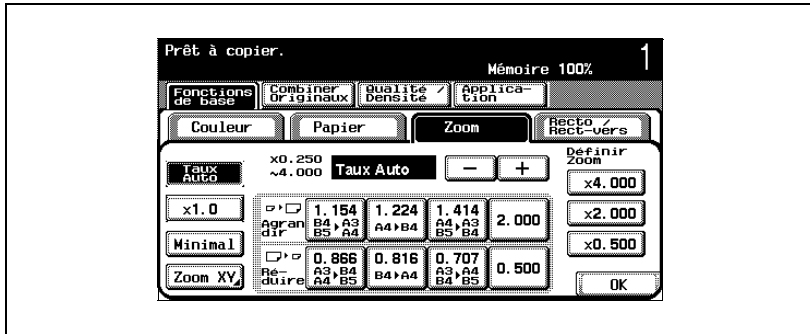 Prêt à copier.
1
Mémoire 100%
Fonctions de base
Combiner Originaux
Qualité / Densité
Applica-tion
Couleur
Papier
Zoom
Recto / Rect-vers
Taux Auto
x0.250 ~4.000
Taux Auto
− +
Définir Zoom
x4.000
x1.0
Agran dir
1.154 B4▸A3 B5▸A4
1.224 A4▸B4
1.414 A4▸A3 B5▸B4
2.000
x2.000
Minimal
x0.500
Zoom XY
Ré-duire
0.866 A3▸B4 A4▸B5
0.816 B4▸A4
0.707 A3▸A4 B4▸B5
0.500
OK